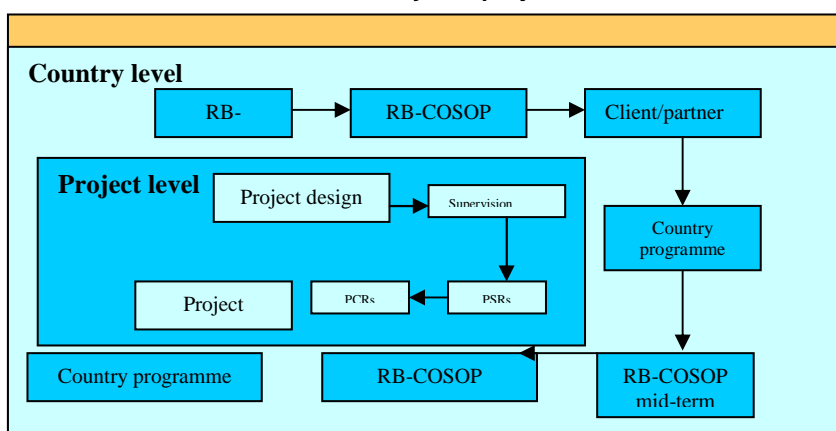 Country level
RB-
RB-COSOP
Client/partner
Project level
Project design
Supervision
Country
programme
Project
PCRs
PSRs
Country programme
RB-COSOP
RB-COSOP
mid-term